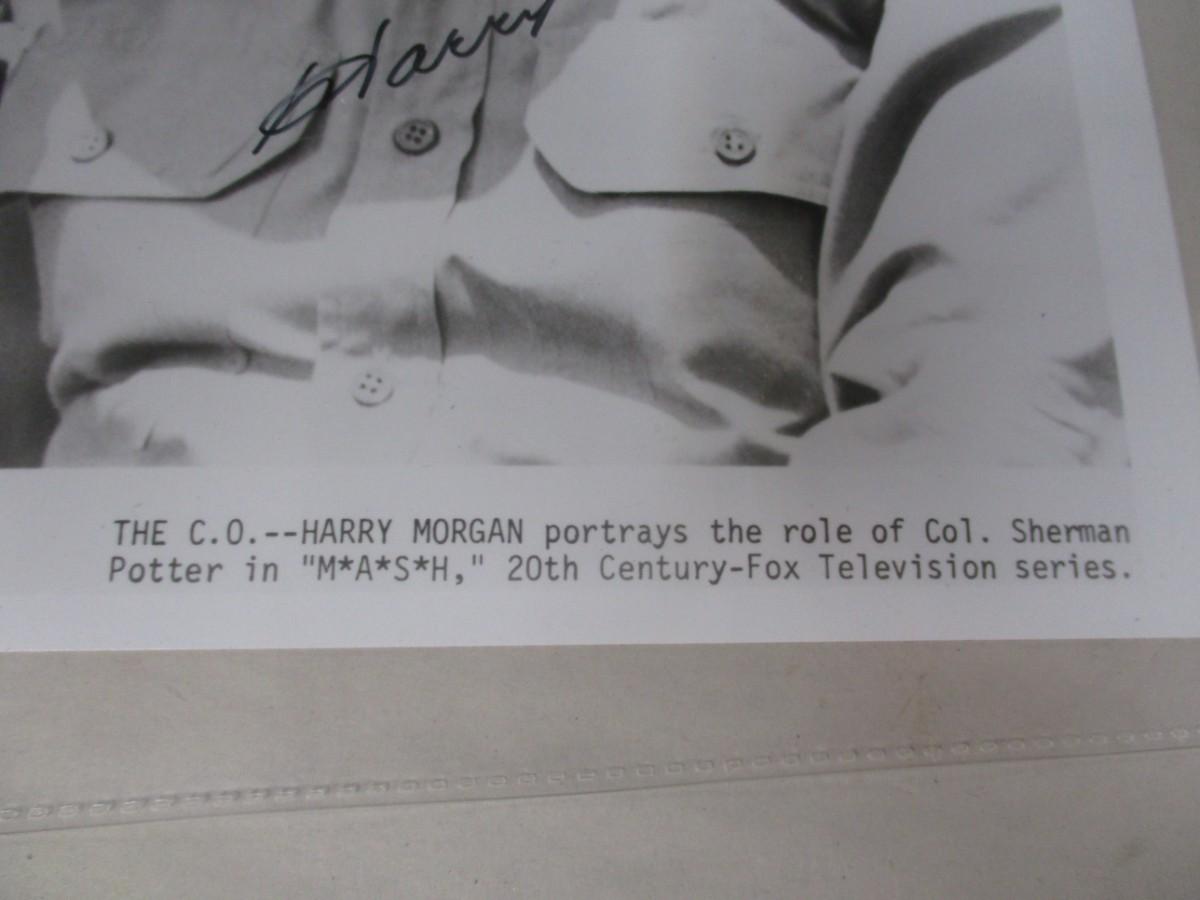 Harry
THE C.O.--HARRY MORGAN portrays the role of Col. Sherman
Potter in "M*A*S*H," 20th Century-Fox Television series.